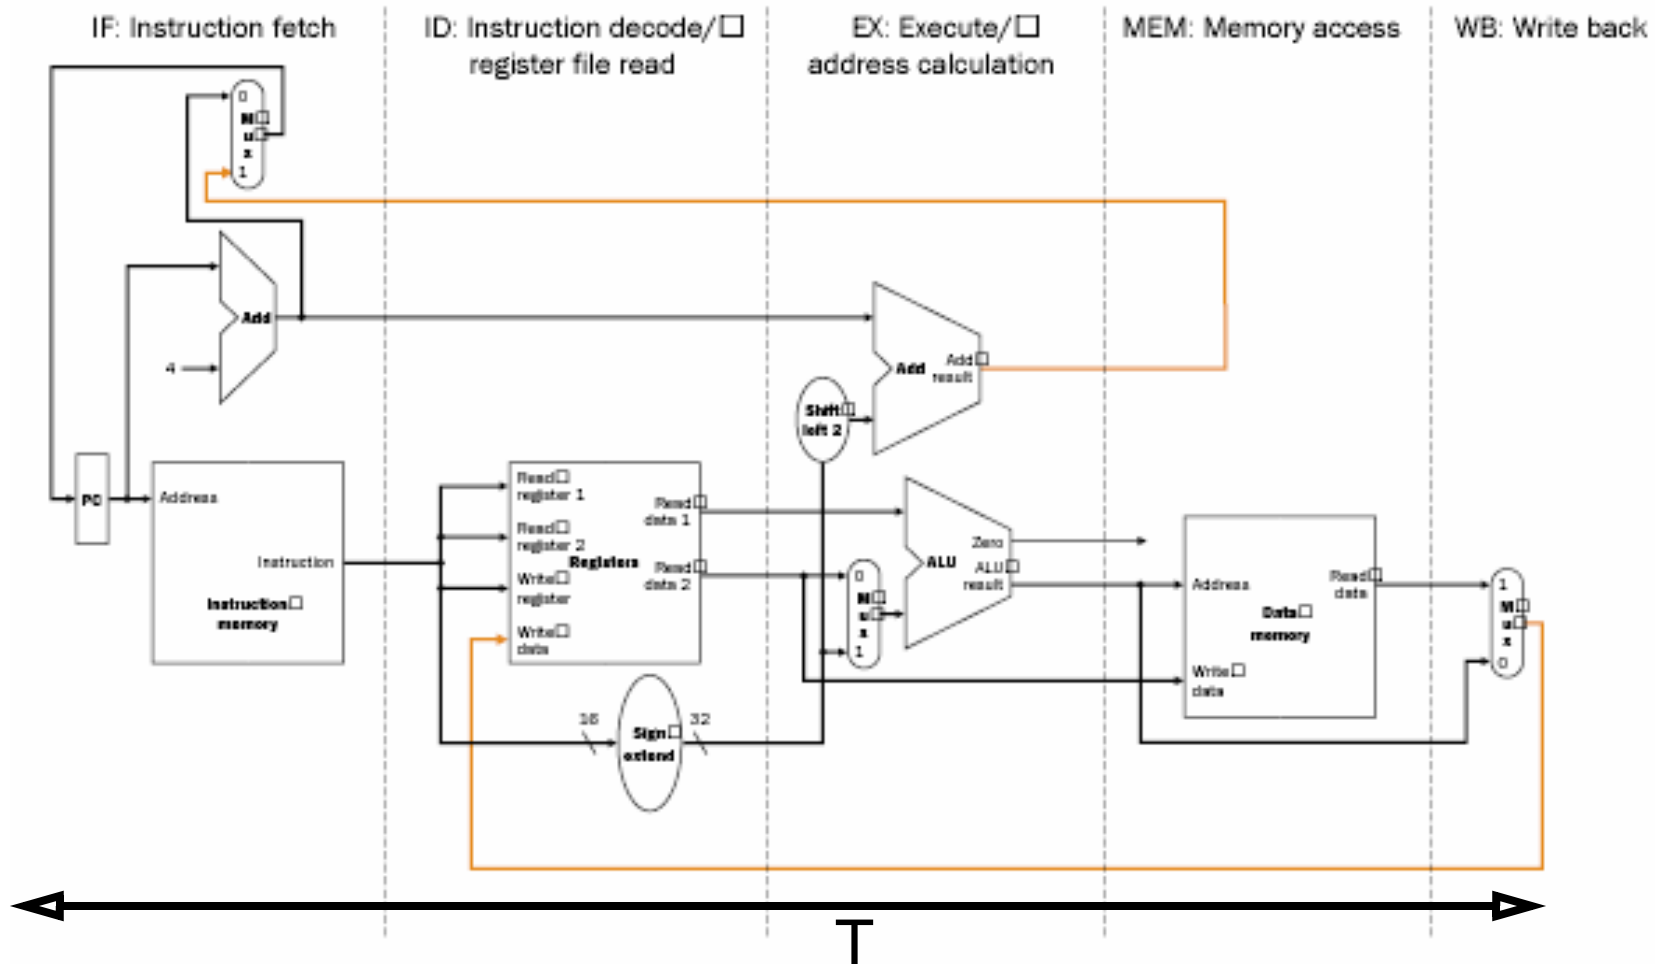 IF: Instruction fetch
ID: Instruction decode/
register file read
EX: Execute/
address calculation
MEM: Memory access
WB: Write back
0
M
u
x
1
Add
4
Add
Add
result
Shift
left 2
PC
Address
Instruction
Instruction
memory
Read
register 1
Read
register 2
Write
register
Write
data
Registers
Read
data 1
Read
data 2
0
M
u
x
1
Zero
ALU
ALU
result
Address
Read
data
Data
memory
Write
data
1
M
u
x
0
16
Sign
extend
32
T